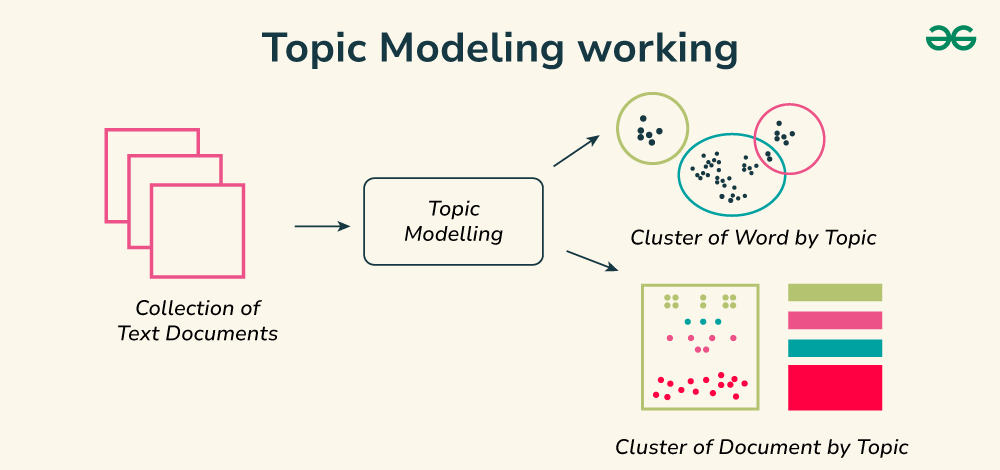 Topic Modeling working
Collection of
Text Documents
Topic
Modelling
Cluster of Word by Topic
Cluster of Document by Topic